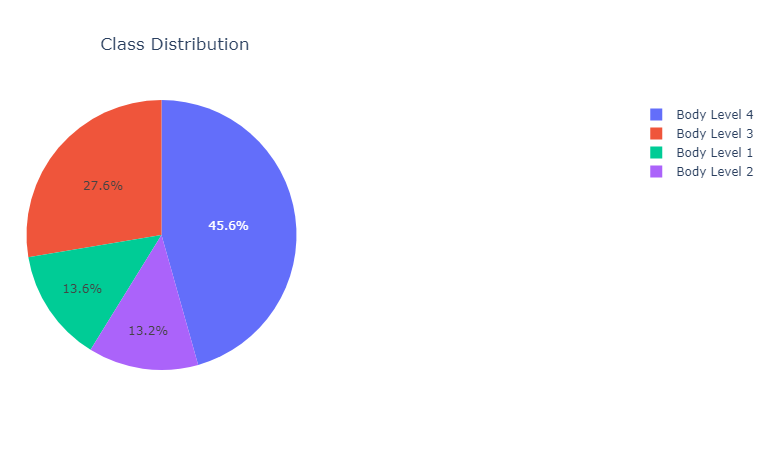 Class Distribution
Body Level 4
Body Level 3
Body Level 1
Body Level 2
27.6%
45.6%
13.6%
13.2%